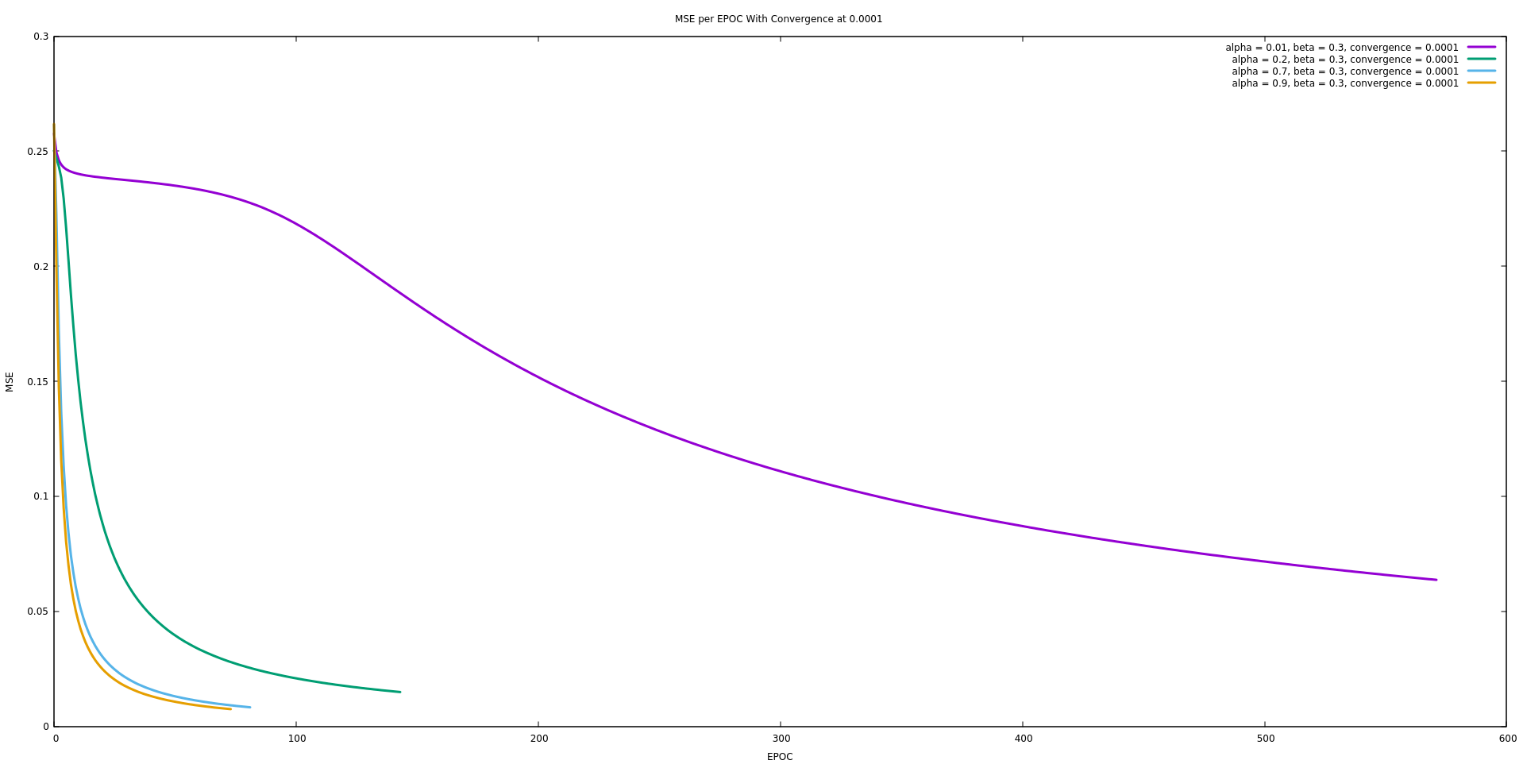 MSE per EPOC With Convergence at 0.0001
0.3
alpha = 0.01, beta = 0.3, convergence = 0.0001
alpha = 0.2, beta = 0.3, convergence = 0.0001
alpha = 0.7, beta = 0.3, convergence = 0.0001
alpha = 0.9, beta = 0.3, convergence = 0.0001
0.25
0.2
0.15
MSE
0.1
0.05
0
0 100 200 300 400 500 600
EPOC